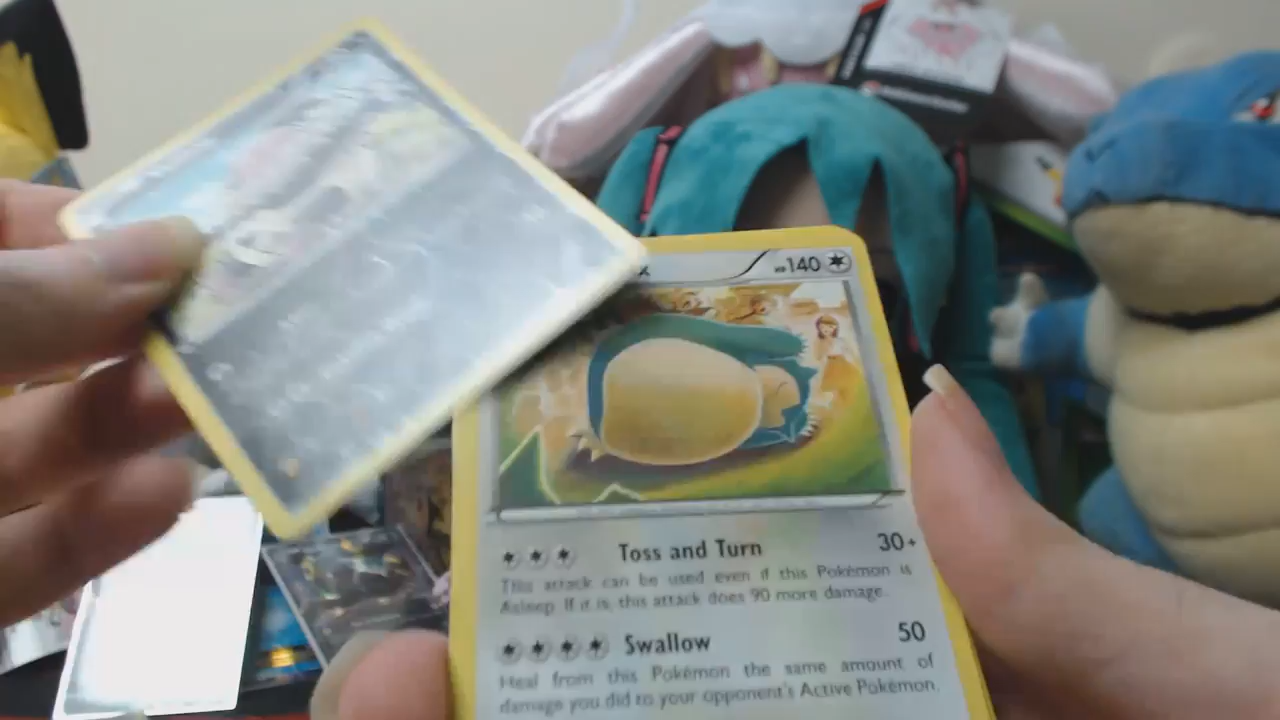 x HP140
Toss and Turn 30+
This attack can be used even if this Pokémon is
Asleep. If it is, this attack does 90 more damage.
Swallow 50
Heal from this Pokémon the same amount of
damage you did to your opponent's Active Pokémon.